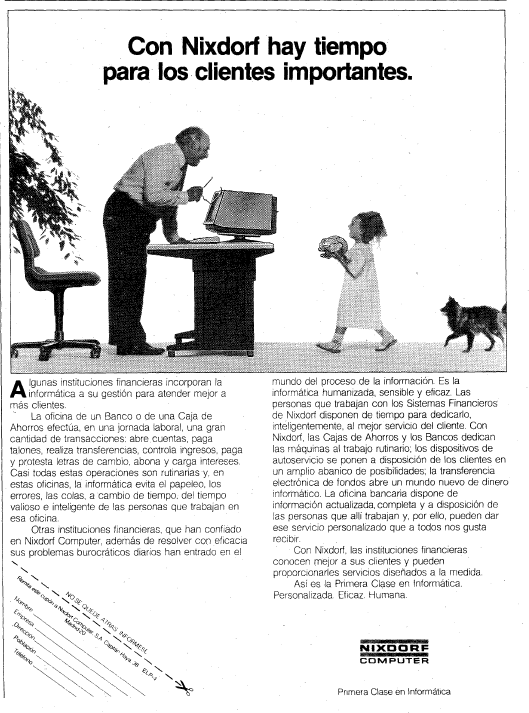 Con Nixdorf hay tiempo
para los clientes importantes.
Algunas instituciones financieras incorporan la
informática a su gestión para atender mejor a
más clientes.
La oficina de un Banco o de una Caja de
Ahorros efectúa, en una jornada laboral, una gran
cantidad de transacciones: abre cuentas, paga
talones, realiza transferencias, controla ingresos, paga
y protesta letras de cambio, abona y carga intereses.
Casi todas estas operaciones son rutinarias y, en
estas oficinas, la informática evita el papeleo, los
errores, las colas, a cambio de tiempo, del tiempo
valioso e inteligente de las personas que trabajan en
esa oficina.
Otras instituciones financieras, que han confiado
en Nixdorf Computer, además de resolver con eficacia
sus problemas burocráticos diarios han entrado en el
mundo del proceso de la información. Es la
informática humanizada, sensible y eficaz. Las
personas que trabajan con los Sistemas Financieros
de Nixdorf disponen de tiempo para dedicarlo,
inteligentemente, al mejor servicio del cliente. Con
Nixdorf, las Cajas de Ahorros y los Bancos dedican
las máquinas al trabajo rutinario; los dispositivos de
autoservicio se ponen a disposición de los clientes en
un amplio abanico de posibilidades; la transferencia
electrónica de fondos abre un mundo nuevo de dinero
informático. La oficina bancaria dispone de
información actualizada, completa y a disposición de
las personas que allí trabajan y, por ello, pueden dar
ese servicio personalizado que a todos nos gusta
recibir.
Con Nixdorf, las instituciones financieras
conocen mejor a sus clientes y pueden
proporcionarles servicios diseñados a la medida.
Así es la Primera Clase en Informática.
Personalizada. Eficaz. Humana.
NO SE QUEDE ATRAS, INFORMESE.
Remita este cupón a Nixdorf Computer, S.A. Capitán Haya, 38
Madrid-20
ELP-4
Nombre
Empresa
Dirección
Población
Teléfono
NIXDORF
COMPUTER
Primera Clase en Informática